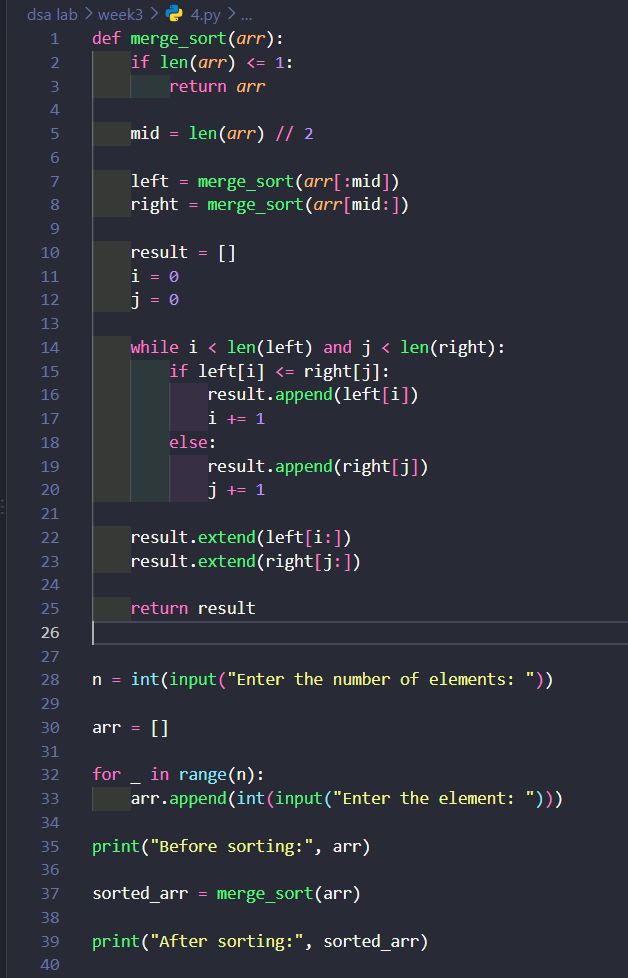 dsa lab > week3 > 4.py > ...
1 def merge_sort(arr):
2     if len(arr) <= 1:
3         return arr
4
5     mid = len(arr) // 2
6
7     left = merge_sort(arr[:mid])
8     right = merge_sort(arr[mid:])
9
10     result = []
11     i = 0
12     j = 0
13
14     while i < len(left) and j < len(right):
15         if left[i] <= right[j]:
16             result.append(left[i])
17             i += 1
18         else:
19             result.append(right[j])
20             j += 1
21
22     result.extend(left[i:])
23     result.extend(right[j:])
24
25     return result
26
27
28 n = int(input("Enter the number of elements: "))
29
30 arr = []
31
32 for _ in range(n):
33     arr.append(int(input("Enter the element: ")))
34
35 print("Before sorting:", arr)
36
37 sorted_arr = merge_sort(arr)
38
39 print("After sorting:", sorted_arr)
40